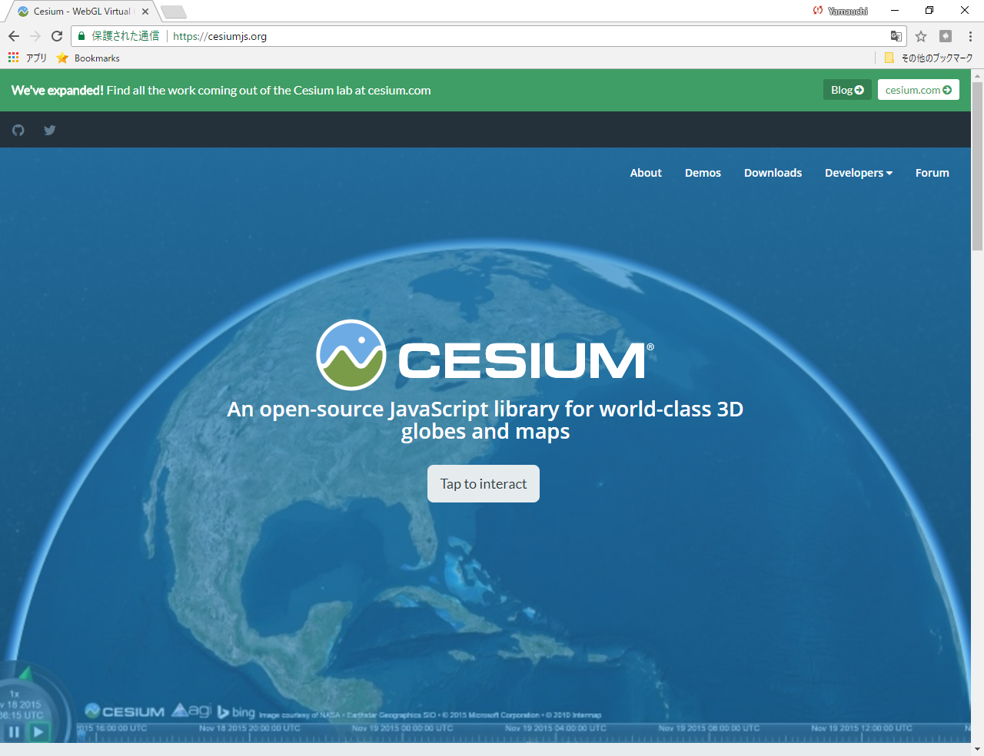 Cesium - WebGL Virtual
Yamauchi
保護された通信 https://cesiumjs.org
アプリ Bookmarks その他のブックマーク
We've expanded! Find all the work coming out of the Cesium lab at cesium.com
Blog cesium.com
About Demos Downloads Developers Forum
CESIUM®
An open-source JavaScript library for world-class 3D
globes and maps
Tap to interact
1x
v 18 2015
06:15 UTC
CESIUM agi bing Image courtesy of NASA • Earthstar Geographics SIO • © 2015 Microsoft Corporation • © 2010 Intermap
2015 16:00:00 UTC Nov 18 2015 20:00:00 UTC Nov 19 2015 00:00:00 UTC Nov 19 2015 04:00:00 UTC Nov 19 2015 08:00:00 UTC Nov 19 2015 12:00:00 UTC